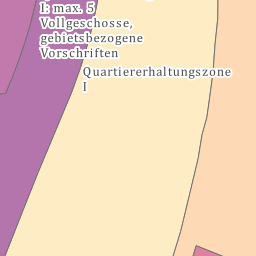 I: max. 5
Vollgeschosse,
gebietsbezogene
Vorschriften
Quartiererhaltungszone
I